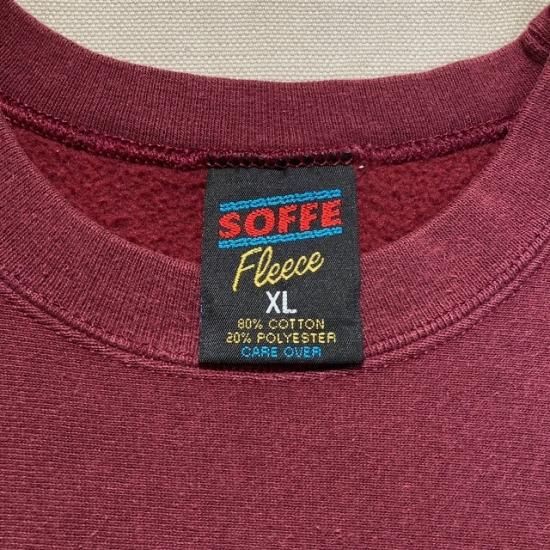 SOFFE
Fleece
XL
80% COTTON
20% POLYESTER
CARE OVER